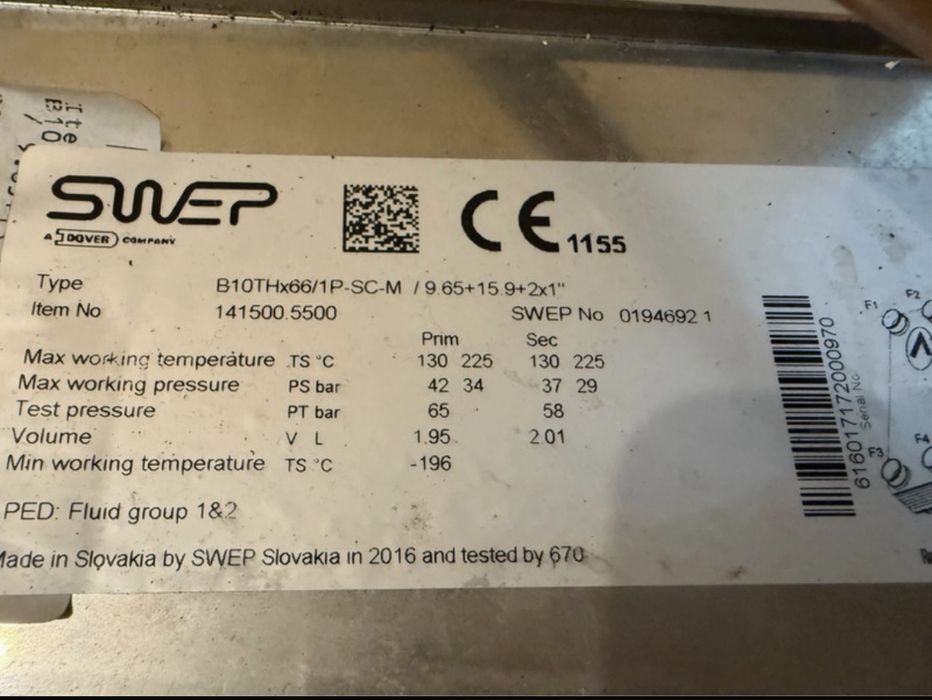 Ite
B10
SWEP
A DOVER COMPANY
CE 1155
Type B10THx66/1P-SC-M / 9.65+15.9+2x1"
Item No 141500.5500 SWEP No 0194692 1
Prim Sec
Max working temperature TS °C 130 225 130 225
Max working pressure PS bar 42 34 37 29
Test pressure PT bar 65 58
Volume V L 1.95 2.01
Min working temperature TS °C -196
PED: Fluid group 1&2
Made in Slovakia by SWEP Slovakia in 2016 and tested by 670
616017172000970
Serial No
F1 F2
F3 F4